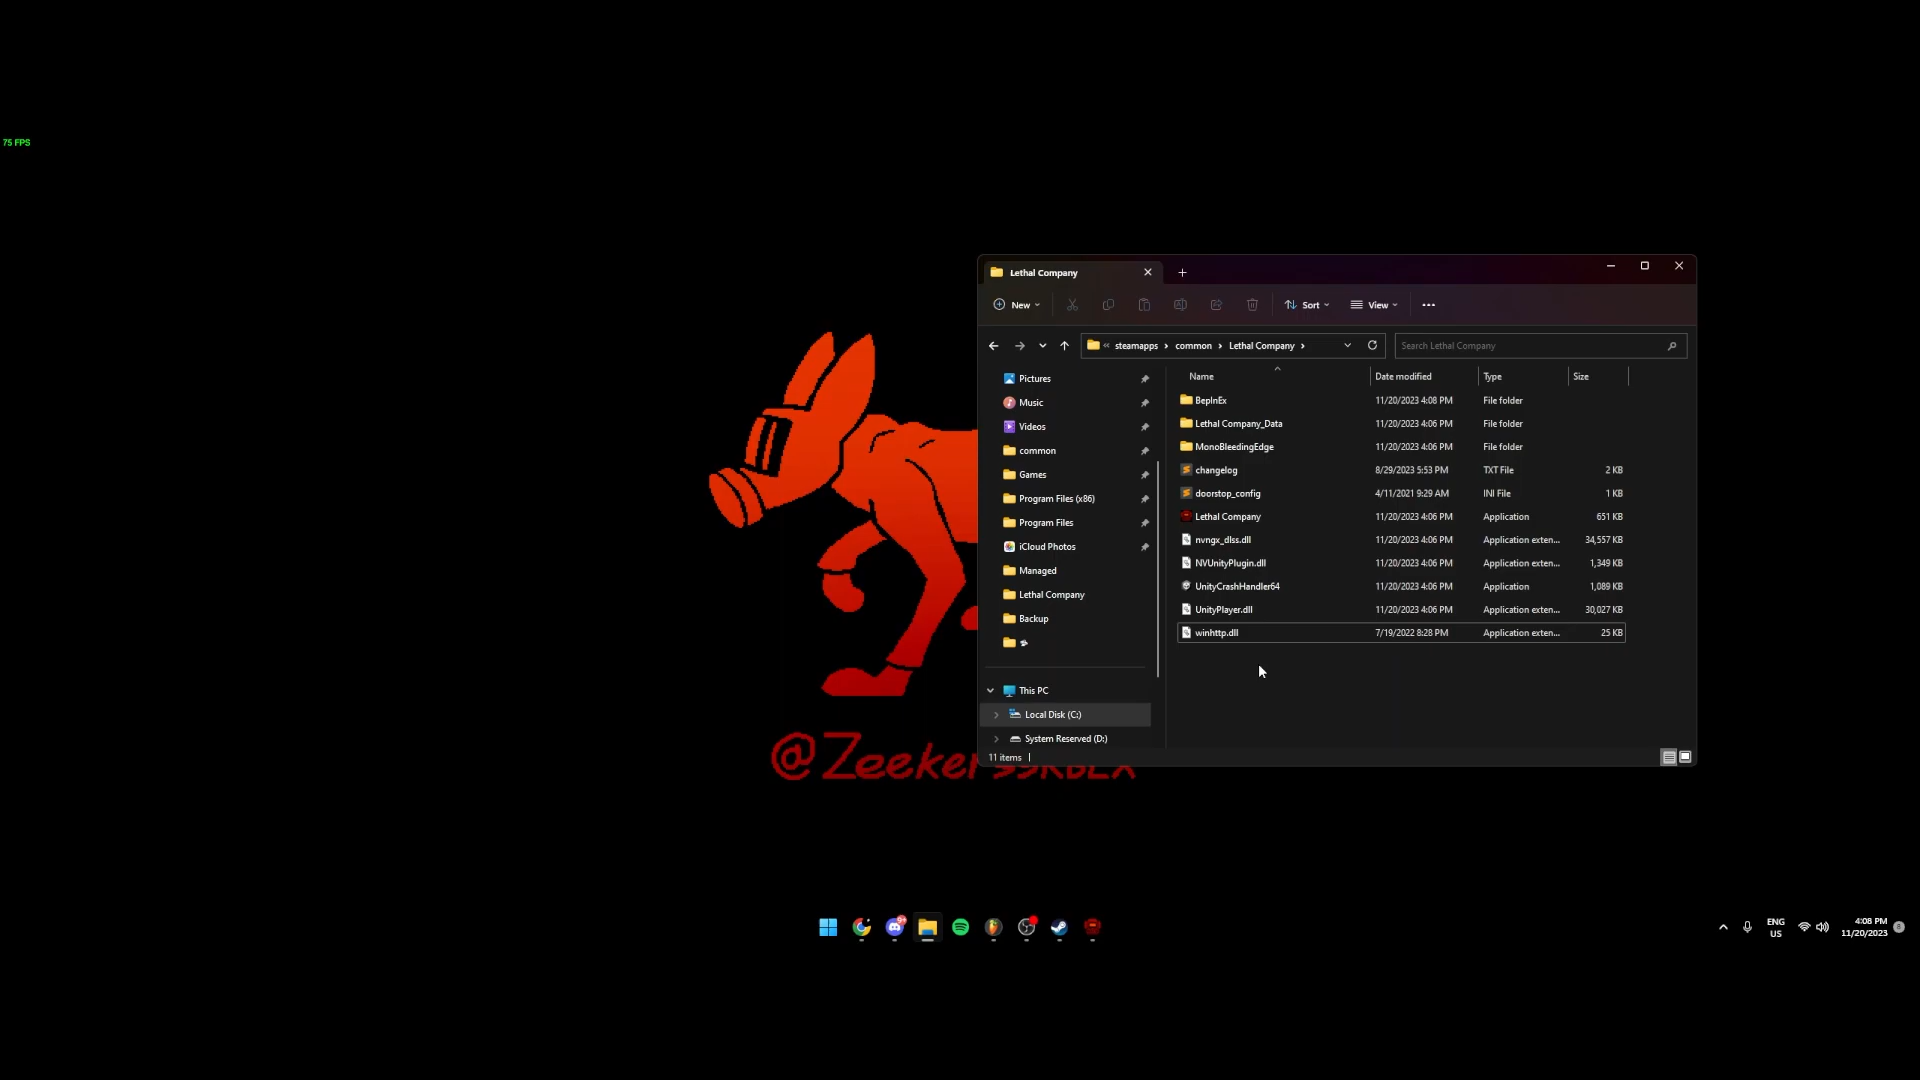 75 FPS
Lethal Company
New
Sort
View
steamapps
common
Lethal Company
Search Lethal Company
Pictures
Music
Videos
common
Games
Program Files (x86)
Program Files
iCloud Photos
Managed
Lethal Company
Backup
This PC
Local Disk (C:)
System Reserved (D:)
Name Date modified Type Size
BepInEx 11/20/2023 4:08 PM File folder
Lethal Company_Data 11/20/2023 4:06 PM File folder
MonoBleedingEdge 11/20/2023 4:06 PM File folder
changelog 8/29/2023 5:53 PM TXT File 2 KB
doorstop_config 4/11/2021 9:29 AM INI File 1 KB
Lethal Company 11/20/2023 4:06 PM Application 651 KB
nvngx_dlss.dll 11/20/2023 4:06 PM Application exten... 34,557 KB
NVUnityPlugin.dll 11/20/2023 4:06 PM Application exten... 1,349 KB
UnityCrashHandler64 11/20/2023 4:06 PM Application 1,089 KB
UnityPlayer.dll 11/20/2023 4:06 PM Application exten... 30,027 KB
winhttp.dll 7/19/2022 8:28 PM Application exten... 25 KB
11 items
ENG
US
4:08 PM
11/20/2023
8